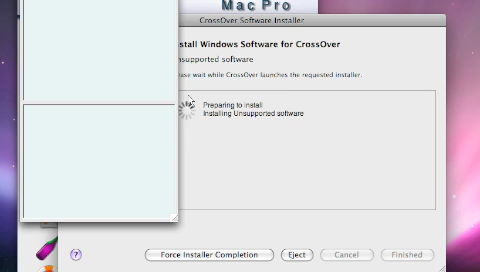 Mac Pro
CrossOver Software Installer
stall Windows Software for CrossOver
nsupported software
ase wait while CrossOver launches the requested installer.
Preparing to install
Installing Unsupported software
?
Force Installer Completion
Eject
Cancel
Finished